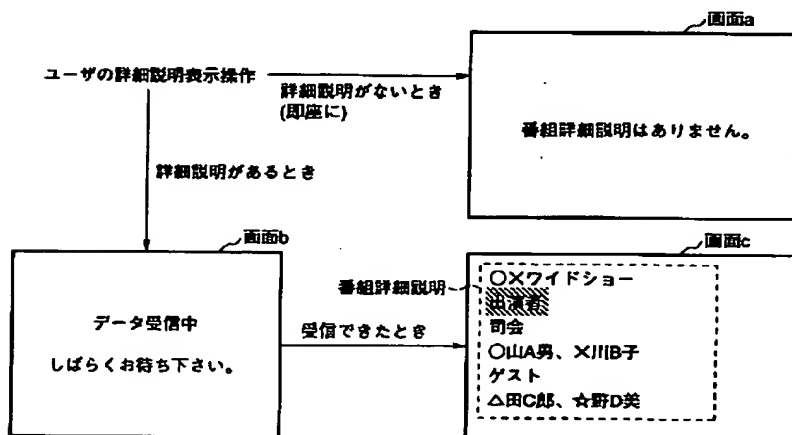 画面a
ユーザの詳細説明表示操作
詳細説明がないとき
(即座に)
番組詳細説明はありません。
詳細説明があるとき
画面b
画面c
データ受信中
しばらくお待ち下さい。
受信できたとき
番組詳細説明
○×ワイドショー
出演者
司会
○山A男、×川B子
ゲスト
△田C郎、☆野D美